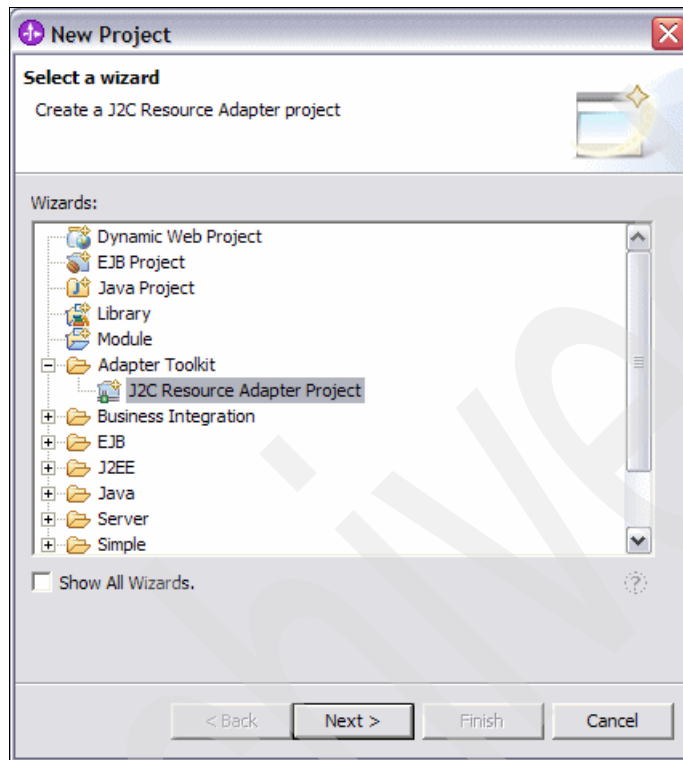 New Project
Select a wizard
Create a J2C Resource Adapter project
Wizards:
Dynamic Web Project
EJB Project
Java Project
Library
Module
Adapter Toolkit
J2C Resource Adapter Project
Business Integration
EJB
J2EE
Java
Server
Simple
Show All Wizards.
< Back Next > Finish Cancel